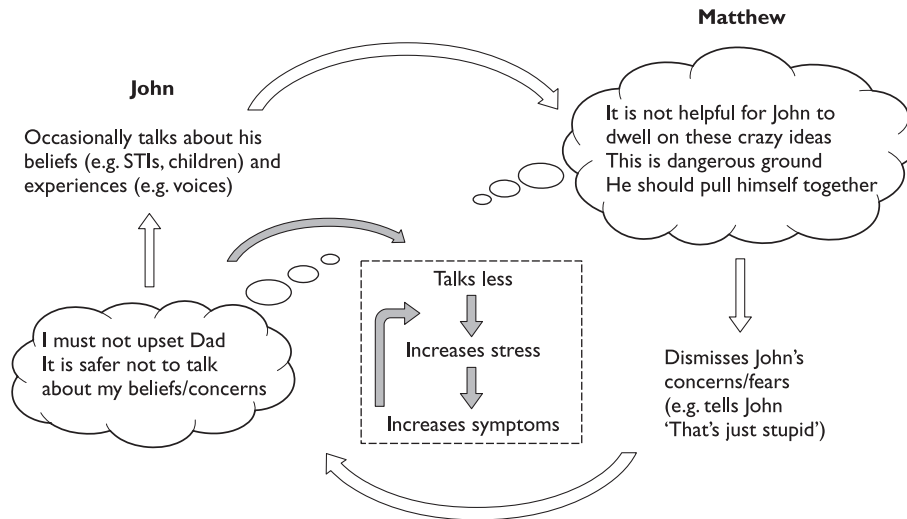 Matthew
John
Occasionally talks about his
beliefs (e.g. STIs, children) and
experiences (e.g. voices)
It is not helpful for John to
dwell on these crazy ideas
This is dangerous ground
He should pull himself together
I must not upset Dad
It is safer not to talk
about my beliefs/concerns
Talks less
Increases stress
Increases symptoms
Dismisses John's
concerns/fears
(e.g. tells John
‘That's just stupid’)